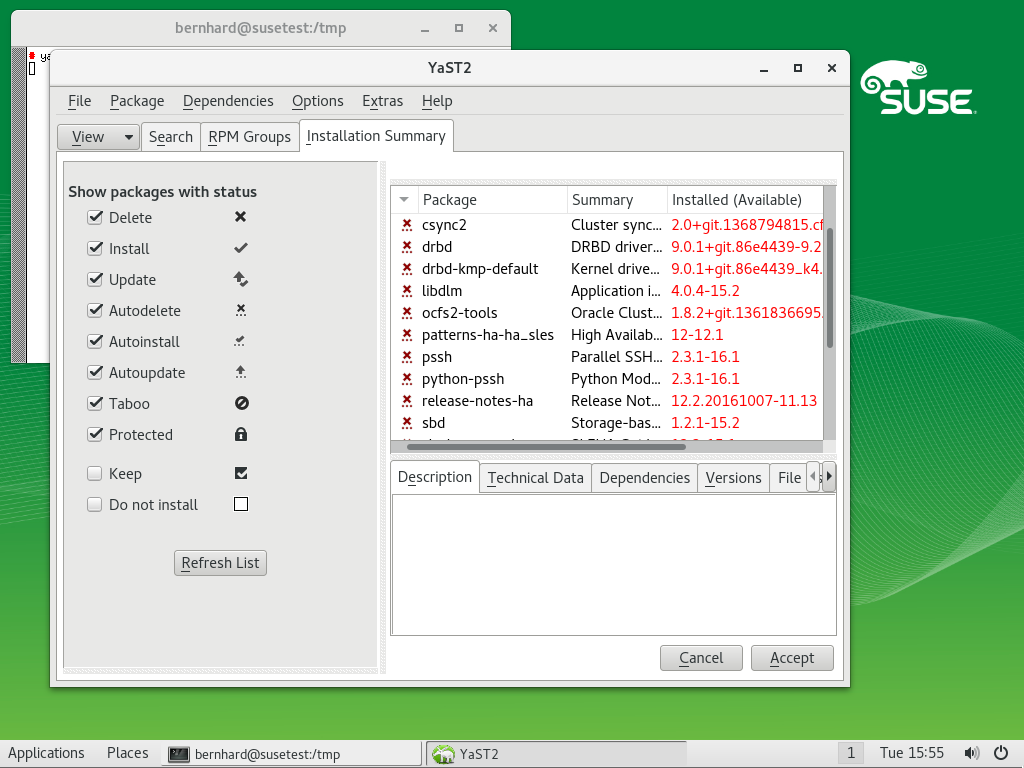 bernhard@susetest:/tmp
YaST2
SUSE
File Package Dependencies Options Extras Help
View Search RPM Groups Installation Summary
Show packages with status
Delete
Install
Update
Autodelete
Autoinstall
Autoupdate
Taboo
Protected
Keep
Do not install
Refresh List
Package Summary Installed (Available)
csync2 Cluster sync... 2.0+git.1368794815.cf
drbd DRBD driver... 9.0.1+git.86e4439-9.2
drbd-kmp-default Kernel drive... 9.0.1+git.86e4439_k4.
libdlm Application i... 4.0.4-15.2
ocfs2-tools Oracle Clust... 1.8.2+git.1361836695.
patterns-ha-ha_sles High Availab... 12-12.1
pssh Parallel SSH... 2.3.1-16.1
python-pssh Python Mod... 2.3.1-16.1
release-notes-ha Release Not... 12.2.20161007-11.13
sbd Storage-bas... 1.2.1-15.2
Description Technical Data Dependencies Versions File
Cancel Accept
Applications Places bernhard@susetest:/tmp YaST2 1 Tue 15:55